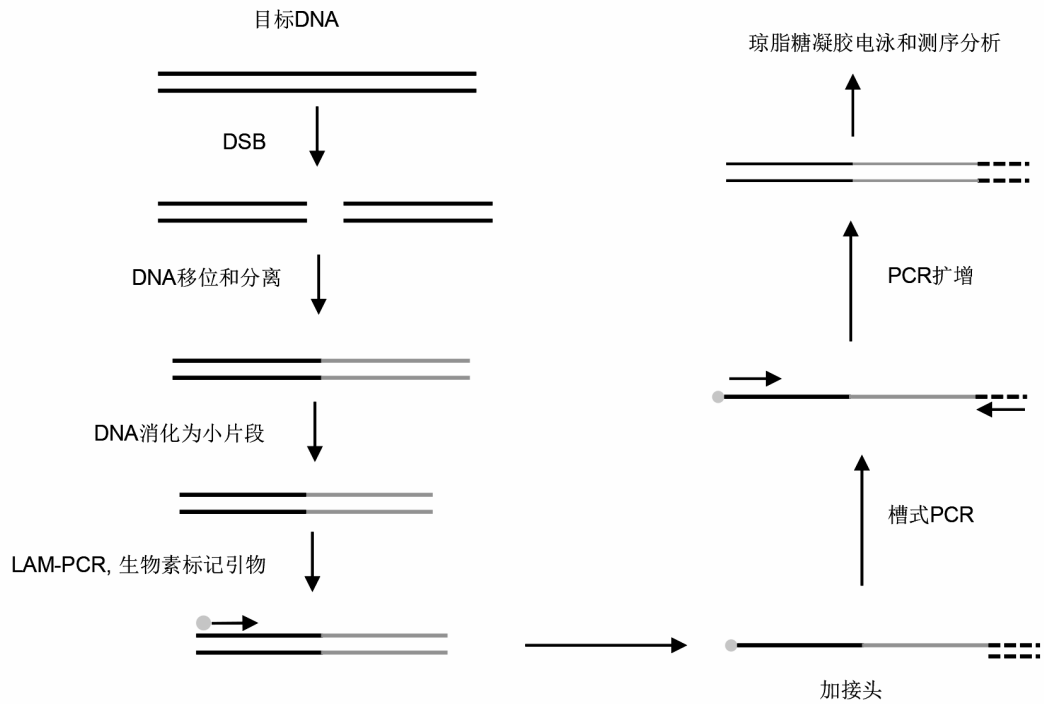 目标DNA
DSB
DNA移位和分离
DNA消化为小片段
LAM-PCR, 生物素标记引物
加接头
槽式PCR
PCR扩增
琼脂糖凝胶电泳和测序分析